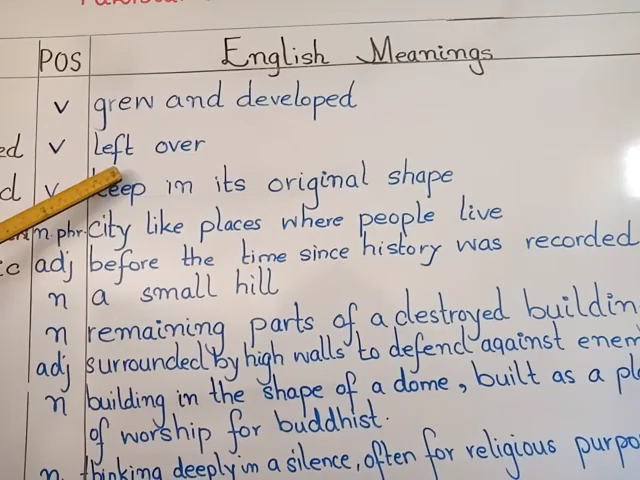 POS English Meanings
v grew and developed
ed v left over
d v keep in its original shape
n. phr. city like places where people live
ic adj before the time since history was recorded
n a small hill
n remaining parts of a destroyed buildin
adj surrounded by high walls to defend against enem
n building in the shape of a dome, built as a pl
of worship for buddhist.
n thinking deeply in a silence, often for religious purpo